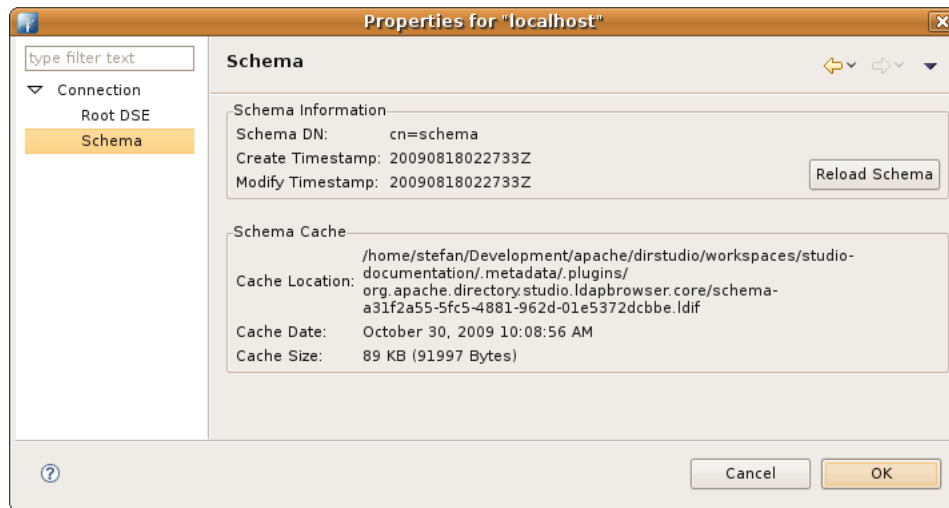 Properties for "localhost"
type filter text
Connection
Root DSE
Schema
Schema
Schema Information
Schema DN: cn=schema
Create Timestamp: 20090818022733Z
Modify Timestamp: 20090818022733Z
Reload Schema
Schema Cache
Cache Location: /home/stefan/Development/apache/dirstudio/workspaces/studio-
documentation/.metadata/.plugins/
org.apache.directory.studio.ldapbrowser.core/schema-
a31f2a55-5fc5-4881-962d-01e5372dcbbe.ldif
Cache Date: October 30, 2009 10:08:56 AM
Cache Size: 89 KB (91997 Bytes)
Cancel
OK